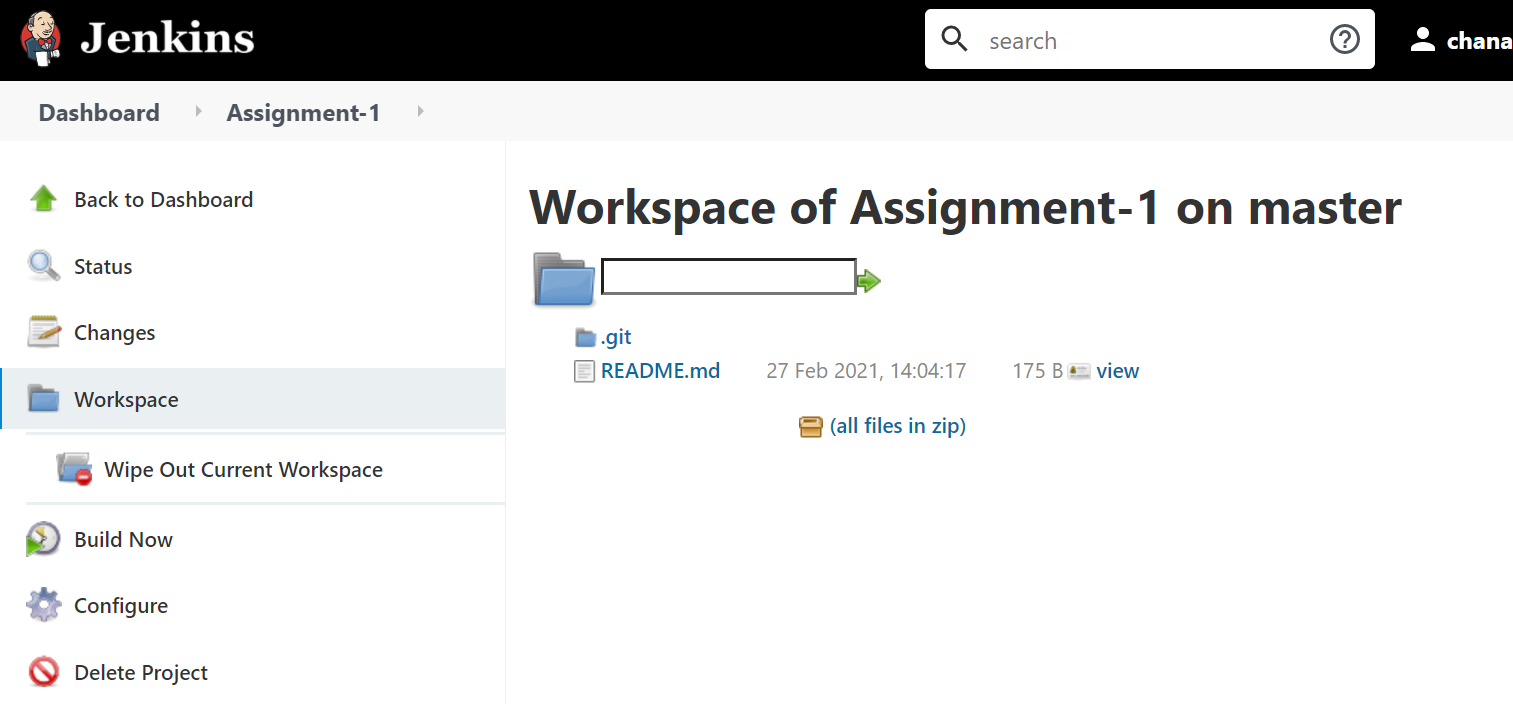 Jenkins
search
chana
Dashboard
Assignment-1
Back to Dashboard
Status
Changes
Workspace
Wipe Out Current Workspace
Build Now
Configure
Delete Project
Workspace of Assignment-1 on master
.git
README.md 27 Feb 2021, 14:04:17 175 B view
(all files in zip)